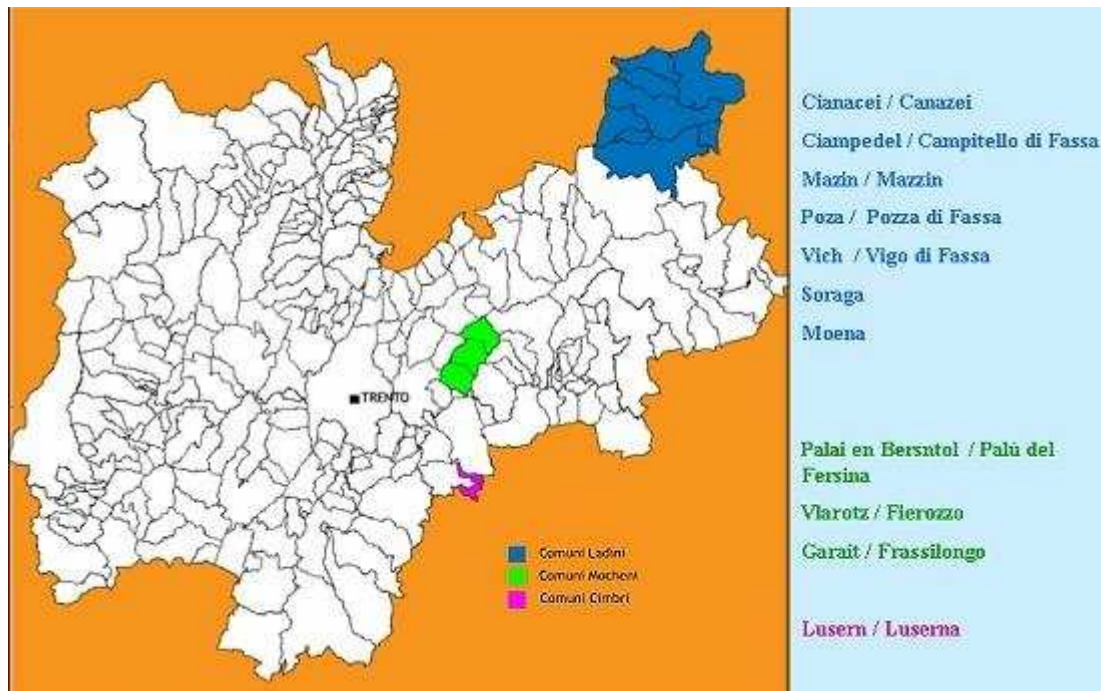 Cianacei / Canazei
Ciampedel / Campitello di Fassa
Mazin / Mazzin
Poza / Pozza di Fassa
Vich / Vigo di Fassa
Soraga
Moena
TRENTO
Palai en Bersntol / Palù del
Fersina
Vlarotz / Fierozzo
Garait / Frassilongo
Comuni Ladini
Comuni Mocheni
Comuni Cimbri
Lusern / Luserna